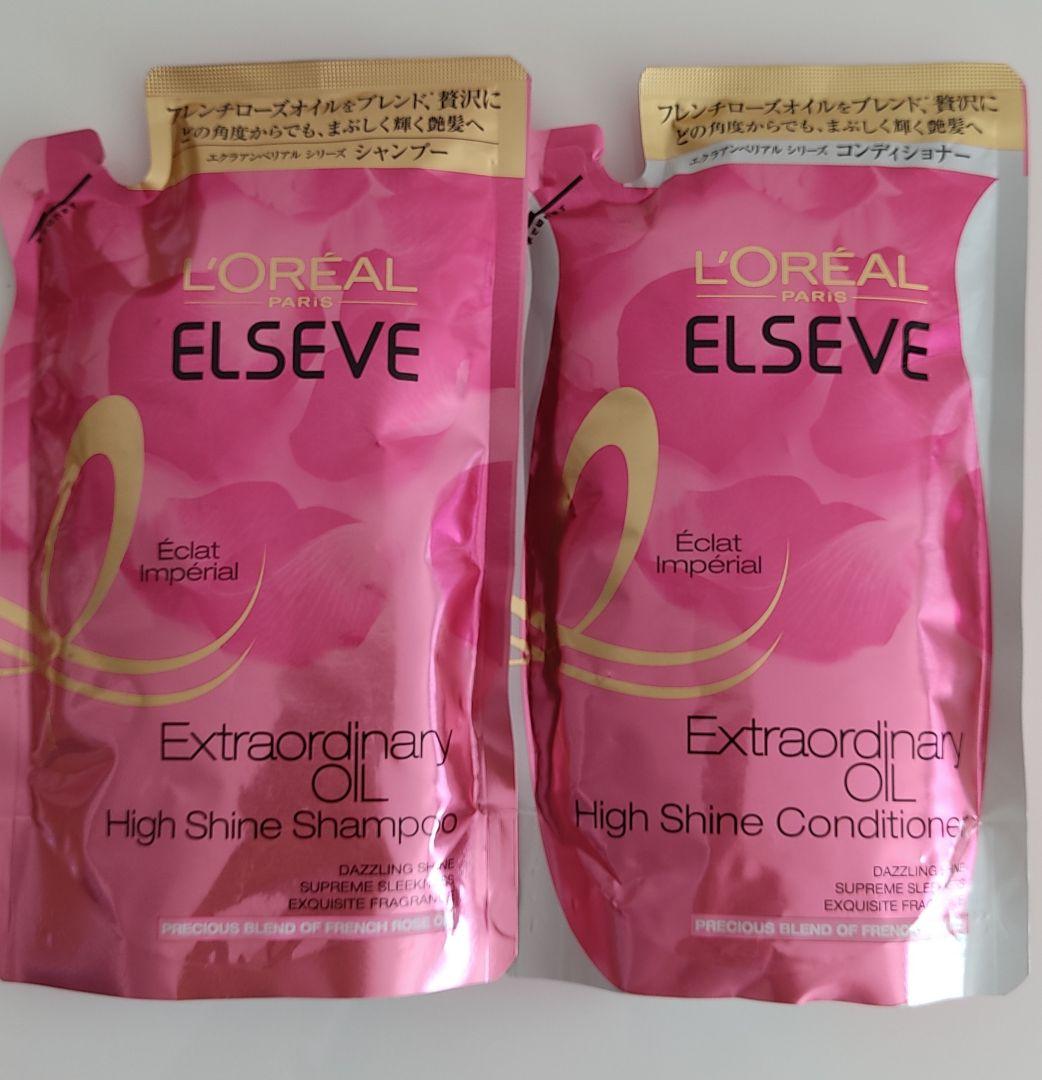 フレンチローズオイルをブレンド、贅沢に
どの角度からでも、まぶしく輝く艶髪へ
エクラアンペリアル シリーズ シャンプー
L'ORÉAL
PARIS
ELSEVE
Éclat
Impérial
Extraordinary
OIL
High Shine Shampoo
DAZZLING SHINE
SUPREME SLEEKNESS
EXQUISITE FRAGRANCE
PRECIOUS BLEND OF FRENCH ROSE
フレンチローズオイルをブレンド、贅沢に
どの角度からでも、まぶしく輝く艶髪へ
エクラアンペリアル シリーズ コンディショナー
L'ORÉAL
PARIS
ELSEVE
Éclat
Impérial
Extraordinary
OIL
High Shine Conditioner
DAZZLING
SUPREME
EXQUISITE
PRECIOUS BLEND OF FRENCH